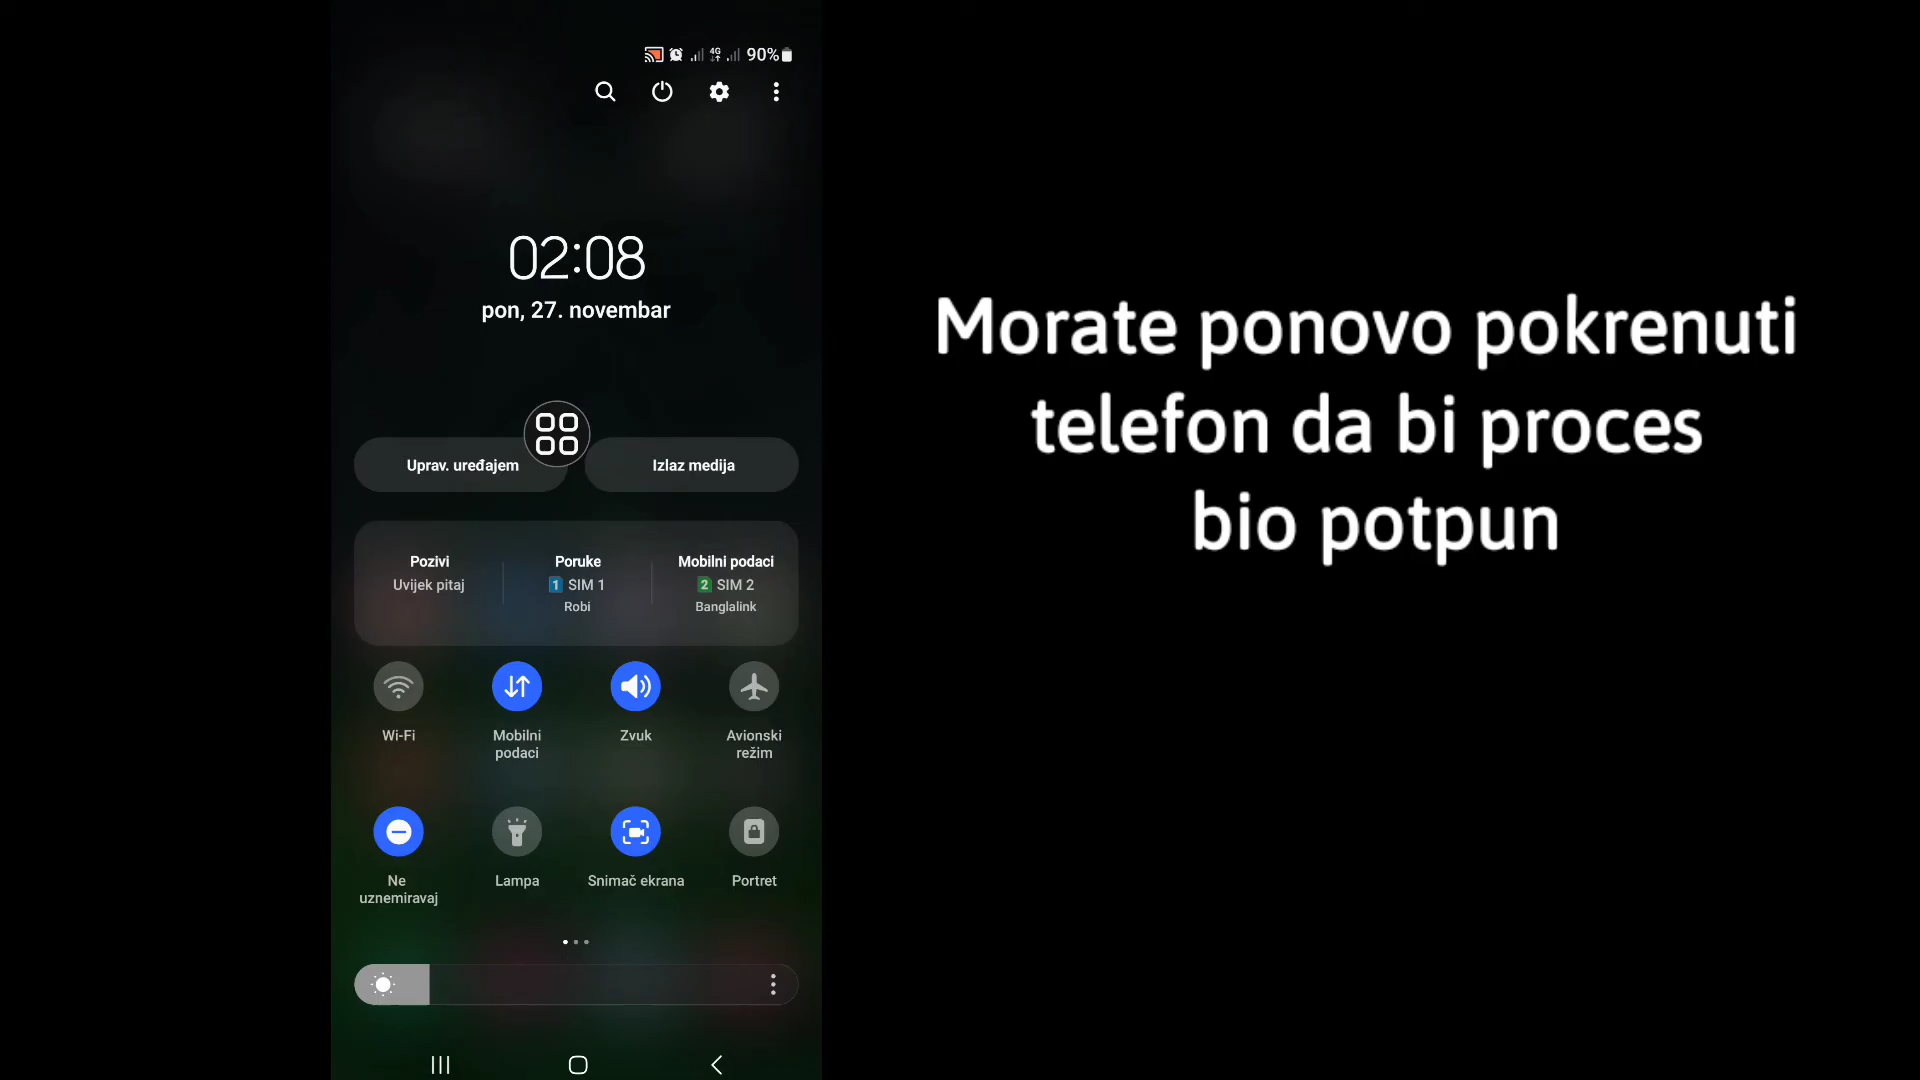 4G 90%
02:08
pon, 27. novembar
Uprav. uređajem
Izlaz medija
Pozivi
Uvijek pitaj
Poruke
1 SIM 1
Robi
Mobilni podaci
2 SIM 2
Banglalink
Wi-Fi
Mobilni
podaci
Zvuk
Avionski
režim
Ne
uznemiravaj
Lampa
Snimač ekrana
Portret
Morate ponovo pokrenuti
telefon da bi proces
bio potpun